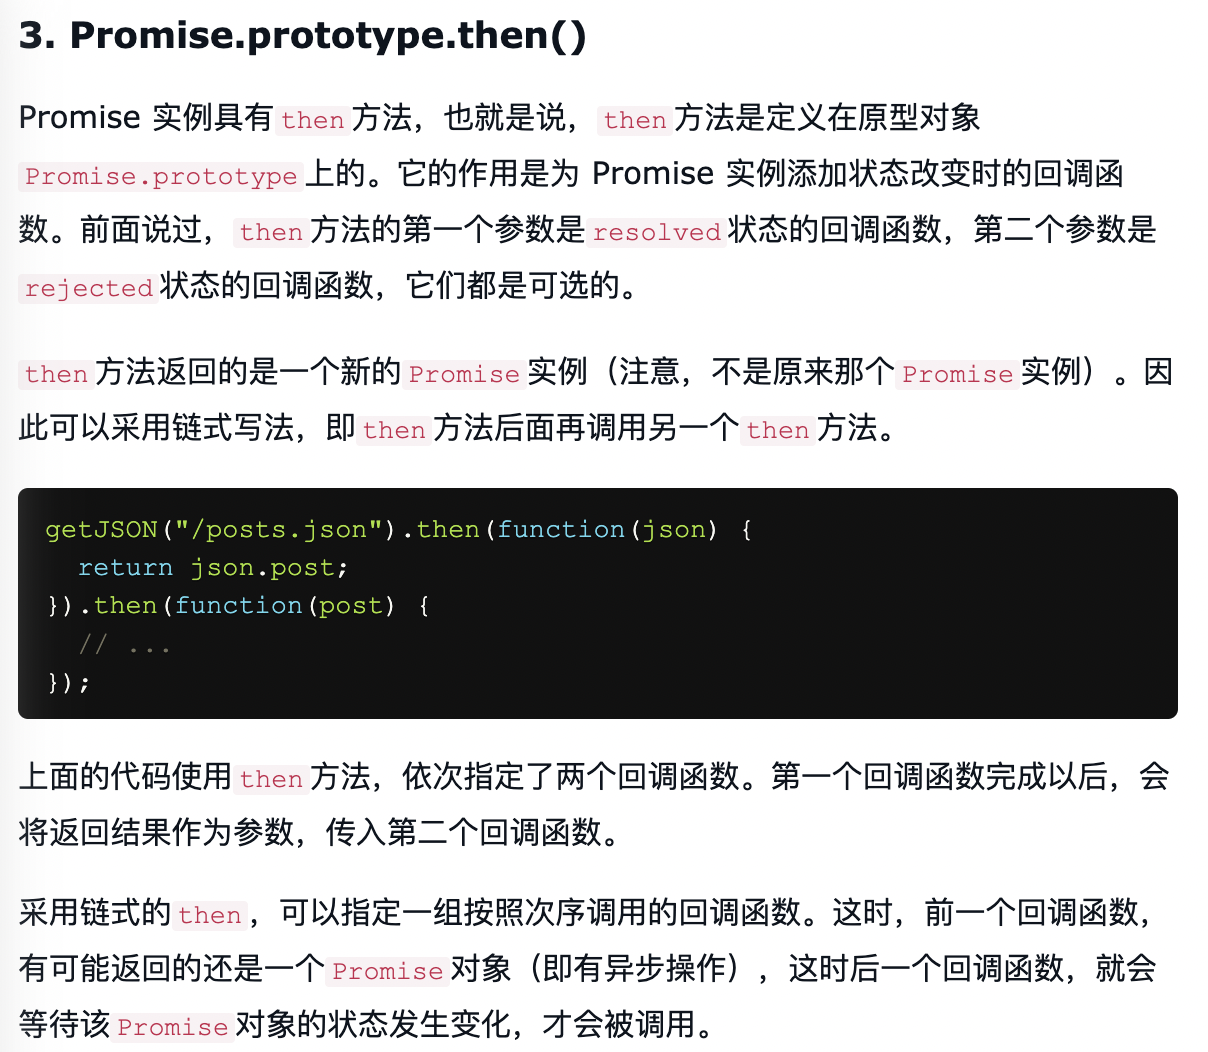 3. Promise.prototype.then()
Promise 实例具有then方法，也就是说，then方法是定义在原型对象
Promise.prototype上的。它的作用是为 Promise 实例添加状态改变时的回调函
数。前面说过，then方法的第一个参数是resolved状态的回调函数，第二个参数是
rejected状态的回调函数，它们都是可选的。
then方法返回的是一个新的Promise实例（注意，不是原来那个Promise实例）。因
此可以采用链式写法，即then方法后面再调用另一个then方法。
getJSON("/posts.json").then(function(json) {
  return json.post;
}).then(function(post) {
  // ...
});
上面的代码使用then方法，依次指定了两个回调函数。第一个回调函数完成以后，会
将返回结果作为参数，传入第二个回调函数。
采用链式的then，可以指定一组按照次序调用的回调函数。这时，前一个回调函数，
有可能返回的还是一个Promise对象（即有异步操作），这时后一个回调函数，就会
等待该Promise对象的状态发生变化，才会被调用。